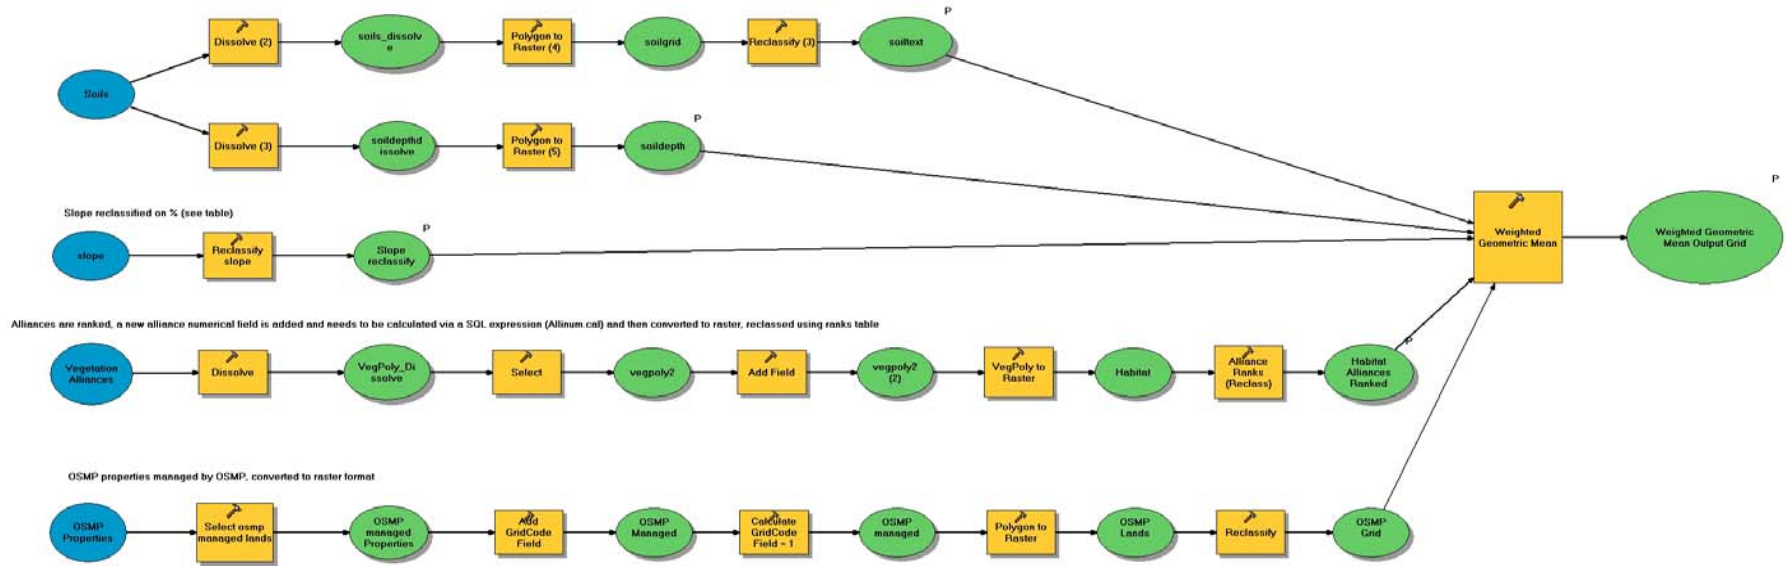 P
Dissolve (2)
soils_dissolv
e
Polygon to
Raster (4)
soilgrid
Reclassify (3)
soiltext
Soils
P
Dissolve (3)
soildepthd
issolve
Polygon to
Raster (5)
soildepth
P
Weighted
Geometric Mean
Weighted Geometric
Mean Output Grid
Slope reclassified on % (see table)
P
slope
Reclassify
slope
Slope
reclassify
Alliances are ranked, a new alliance numerical field is added and needs to be calculated via a SQL expression (Allinum.cal) and then converted to raster, reclassed using ranks table
P
Vegetation
Alliances
Dissolve
VegPoly_Di
ssolve
Select
vegpoly2
Add Field
vegpoly2
(2)
VegPoly to
Raster
Habitat
Alliance
Ranks
(Reclass)
Habitat
Alliances
Ranked
OSMP properties managed by OSMP, converted to raster format
OSMP
Properties
Select osmp
managed lands
OSMP
managed
Properties
Add
GridCode
Field
OSMP
Managed
Calculate
GridCode
Field = 1
OSMP
managed
Polygon to
Raster
OSMP
Lands
Reclassify
OSMP
Grid